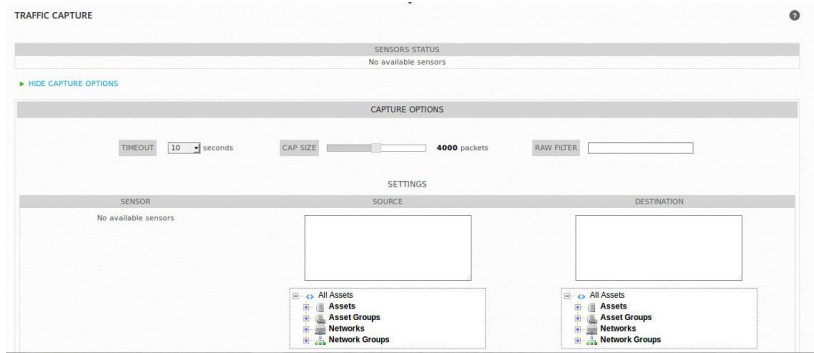 TRAFFIC CAPTURE
?
SENSORS STATUS
No available sensors
HIDE CAPTURE OPTIONS
CAPTURE OPTIONS
TIMEOUT 10 seconds CAP SIZE 4000 packets RAW FILTER
SETTINGS
SENSOR SOURCE DESTINATION
No available sensors
All Assets All Assets
Assets Assets
Asset Groups Asset Groups
Networks Networks
Network Groups Network Groups